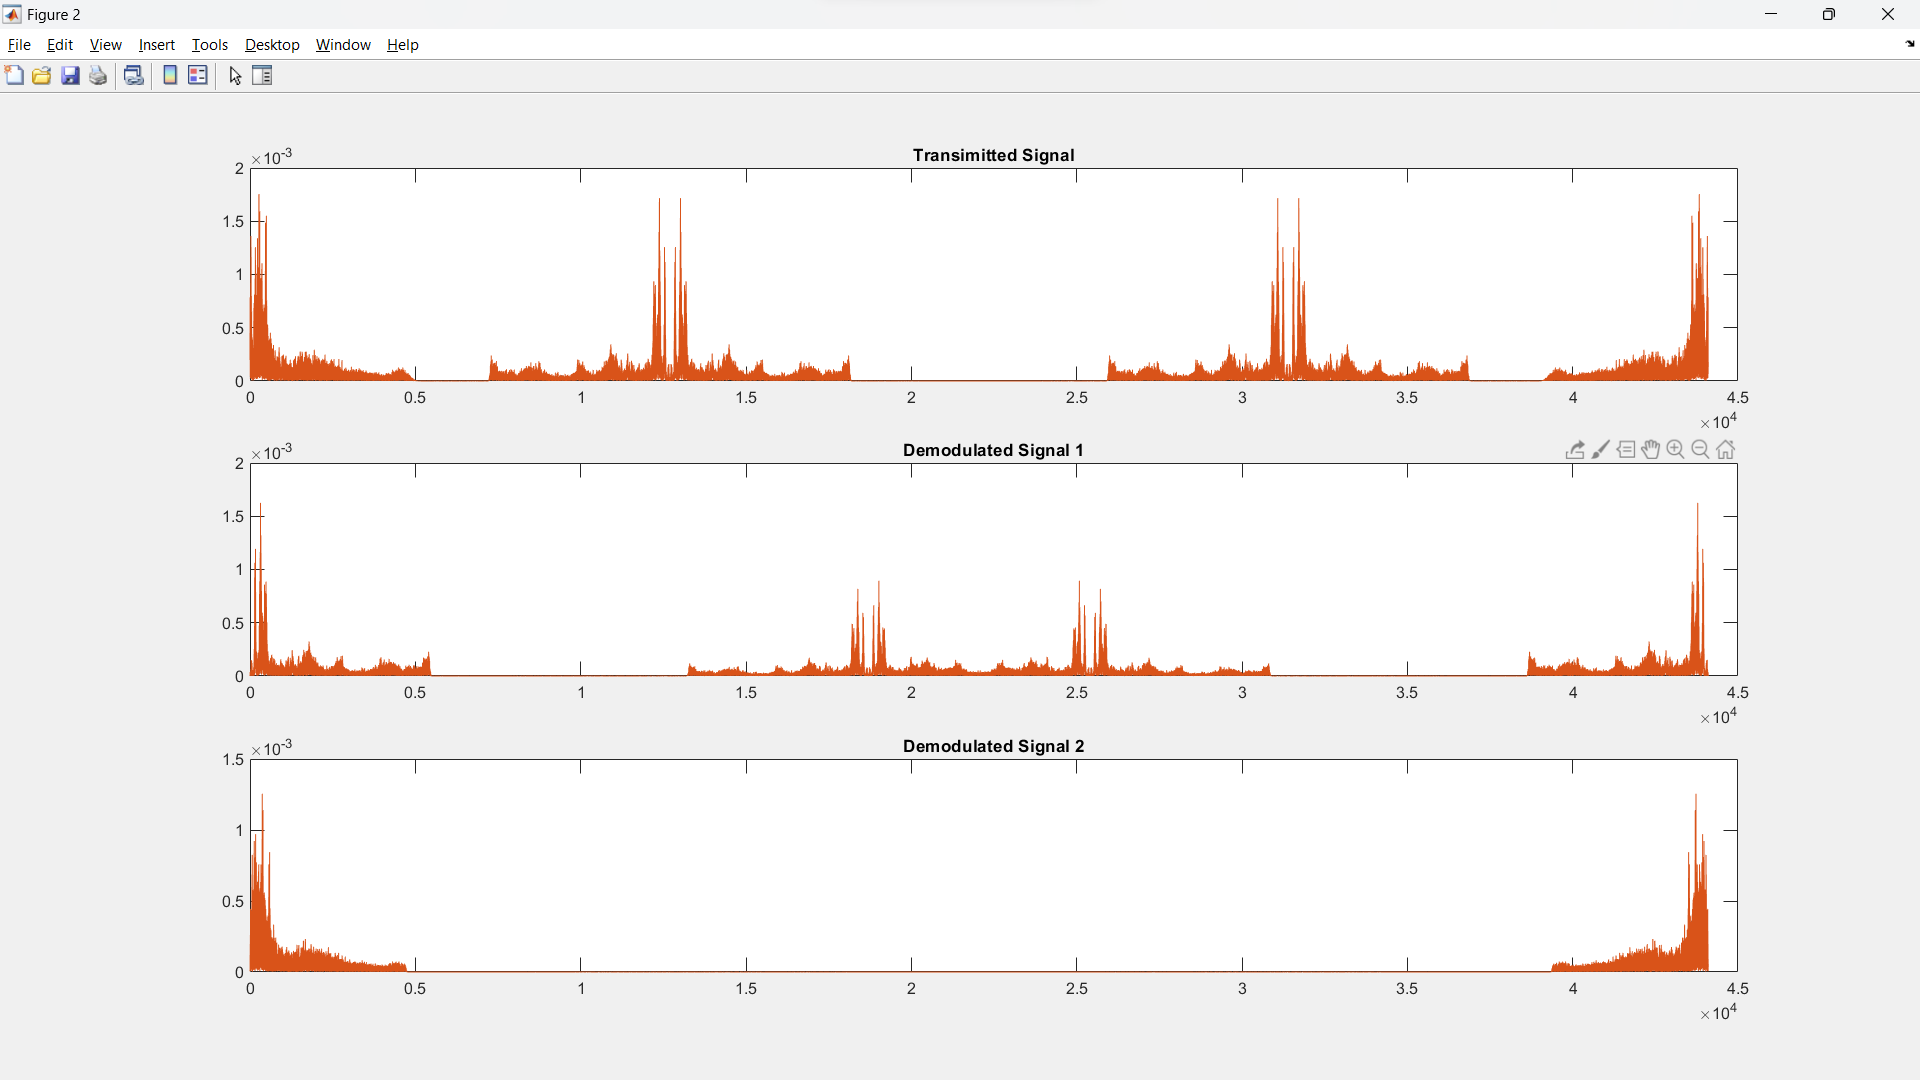 Figure 2
File Edit View Insert Tools Desktop Window Help
Transimitted Signal
×10-3
2
1.5
1
0.5
0
0 0.5 1 1.5 2 2.5 3 3.5 4 4.5
×104
Demodulated Signal 1
×10-3
2
1.5
1
0.5
0
0 0.5 1 1.5 2 2.5 3 3.5 4 4.5
×104
Demodulated Signal 2
×10-3
1.5
1
0.5
0
0 0.5 1 1.5 2 2.5 3 3.5 4 4.5
×104